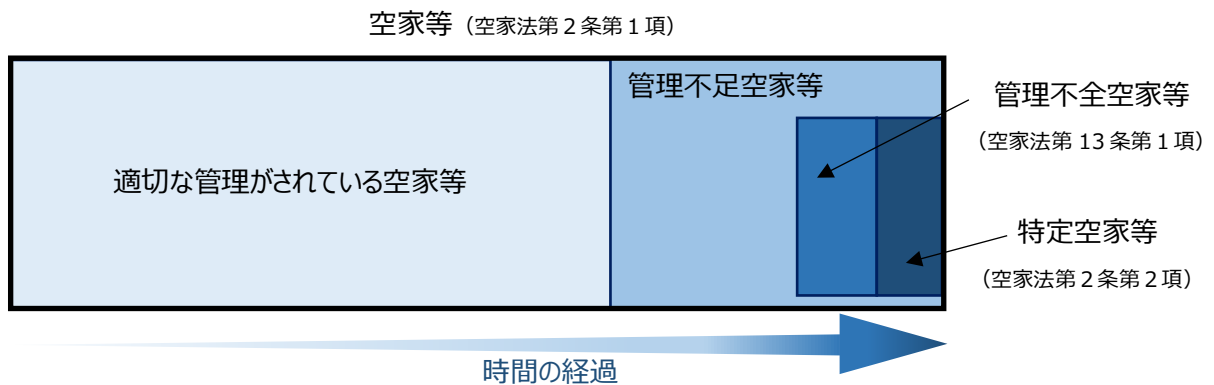 空家等（空家法第２条第１項）
管理不足空家等
管理不全空家等
（空家法第 13 条第１項）
適切な管理がされている空家等
特定空家等
（空家法第２条第２項）
時間の経過